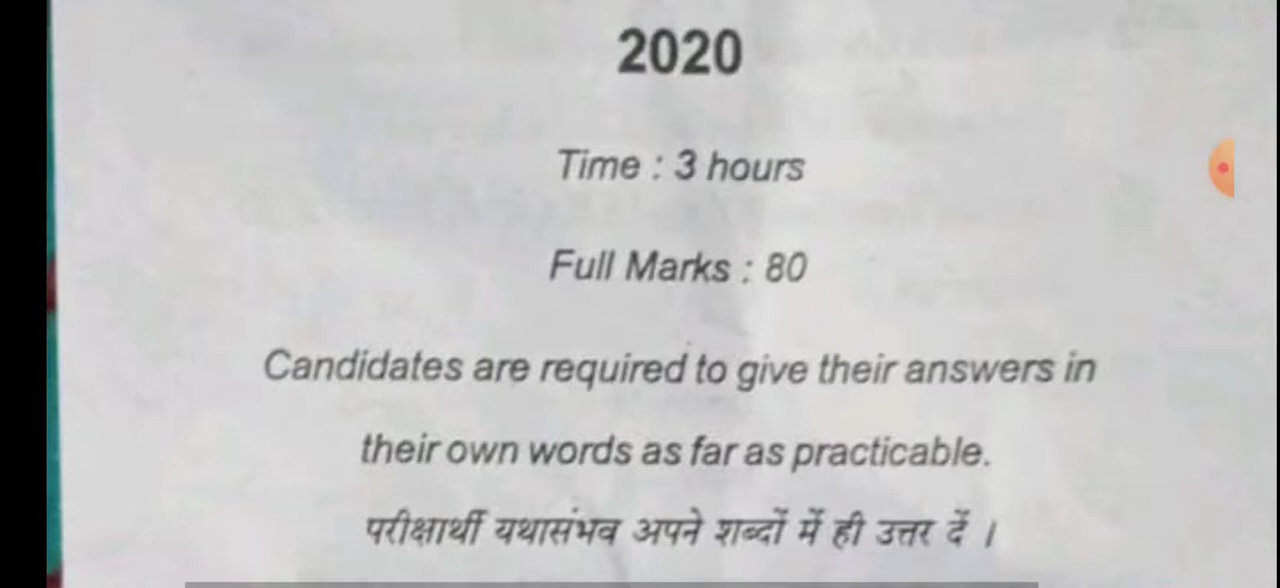 2020
Time : 3 hours
Full Marks : 80
Candidates are required to give their answers in
their own words as far as practicable.
परीक्षार्थी यथासंभव अपने शब्दों में ही उत्तर दें ।